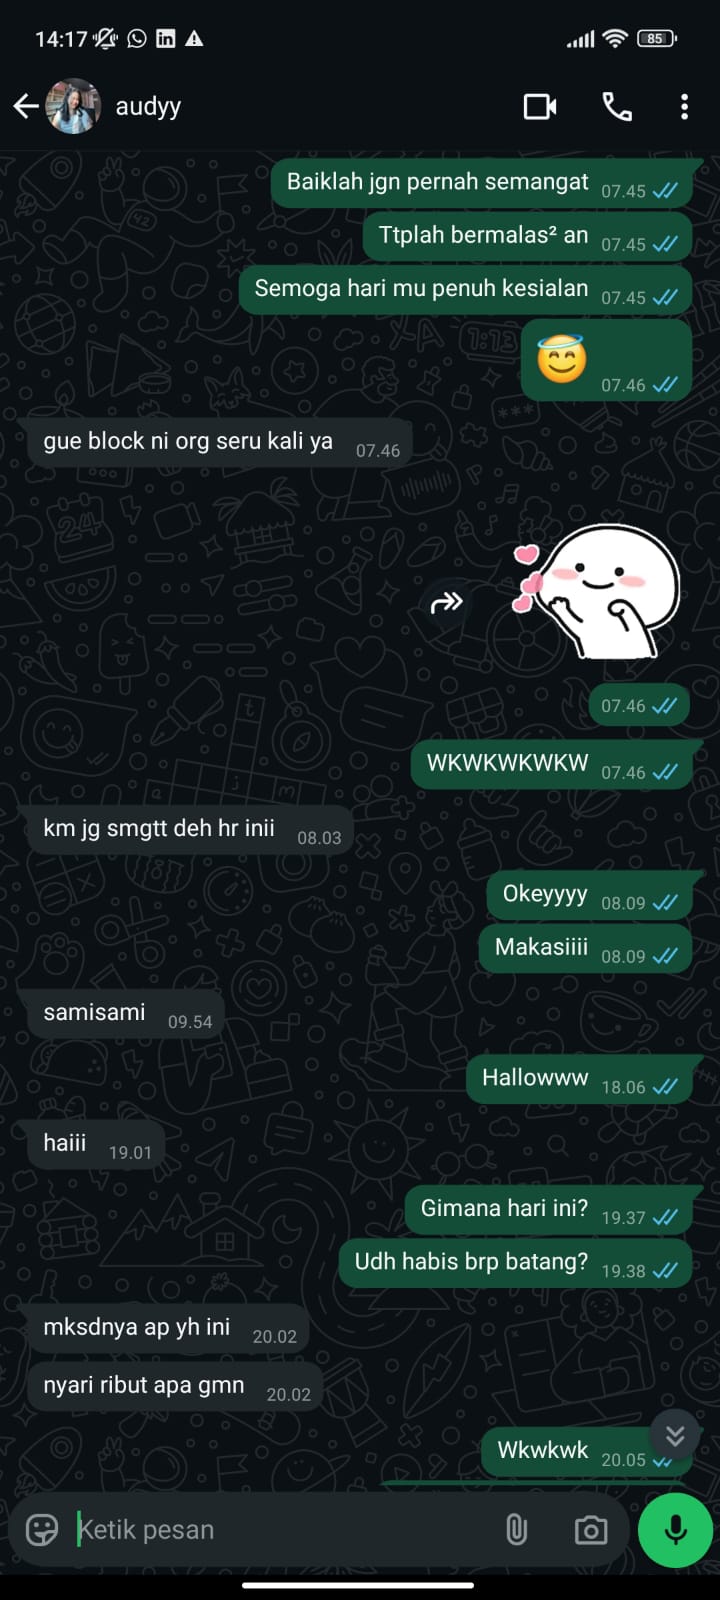 14:17
85
audyy
Baiklah jgn pernah semangat 07.45
Ttplah bermalas² an 07.45
Semoga hari mu penuh kesialan 07.45
07.46
gue block ni org seru kali ya 07.46
07.46
WKWKWKWKW 07.46
km jg smgtt deh hr inii 08.03
Okeyyyy 08.09
Makasiiii 08.09
samisami 09.54
Hallowww 18.06
haiii 19.01
Gimana hari ini? 19.37
Udh habis brp batang? 19.38
mksdnya ap yh ini 20.02
nyari ribut apa gmn 20.02
Wkwkwk 20.05
Ketik pesan